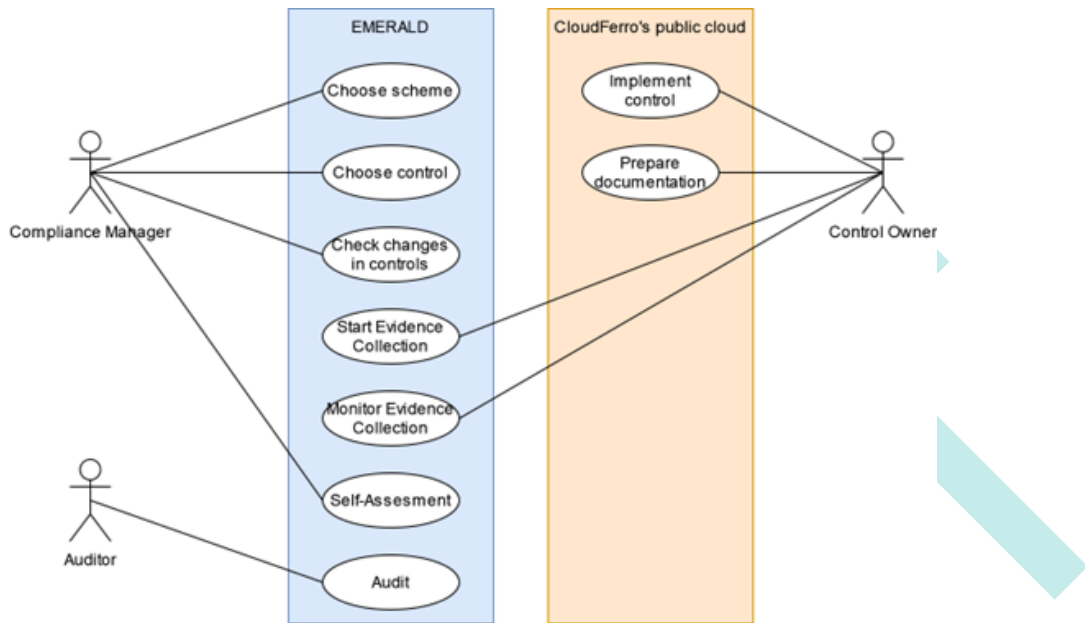 EMERALD
CloudFerro's public cloud
Choose scheme
Implement
control
Choose control
Prepare
documentation
Compliance Manager
Control Owner
Check changes
in controls
Start Evidence
Collection
Monitor Evidence
Collection
Self-Assesment
Auditor
Audit